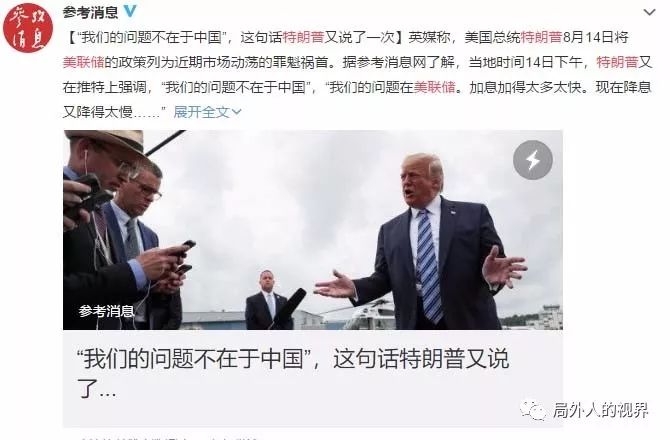 参考消息
参考消息
【“我们的问题不在于中国”，这句话特朗普又说了一次】英媒称，美国总统特朗普8月14日将
美联储的政策列为近期市场动荡的罪魁祸首。据参考消息网了解，当地时间14日下午，特朗普又
在推特上强调，“我们的问题不在于中国”，“我们的问题在美联储。加息加得太多太快。现在降息
又降得太慢……” 展开全文
参考消息
“我们的问题不在于中国”，这句话特朗普又说
了...
局外人的视界